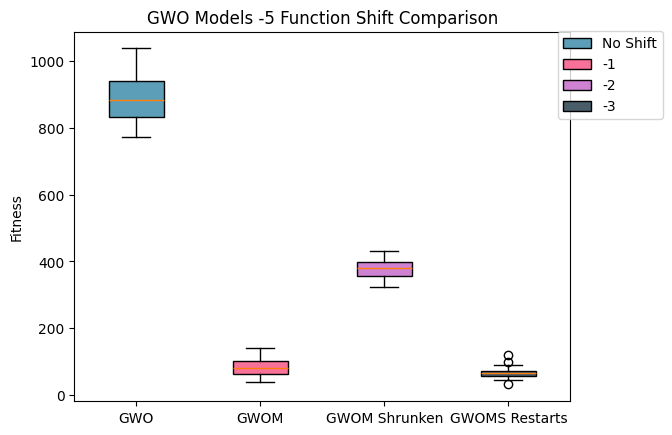 GWO Models -5 Function Shift Comparison
No Shift
-1
-2
-3
Fitness
1000
800
600
400
200
0
GWO
GWOM
GWOM Shrunken
GWOMS Restarts